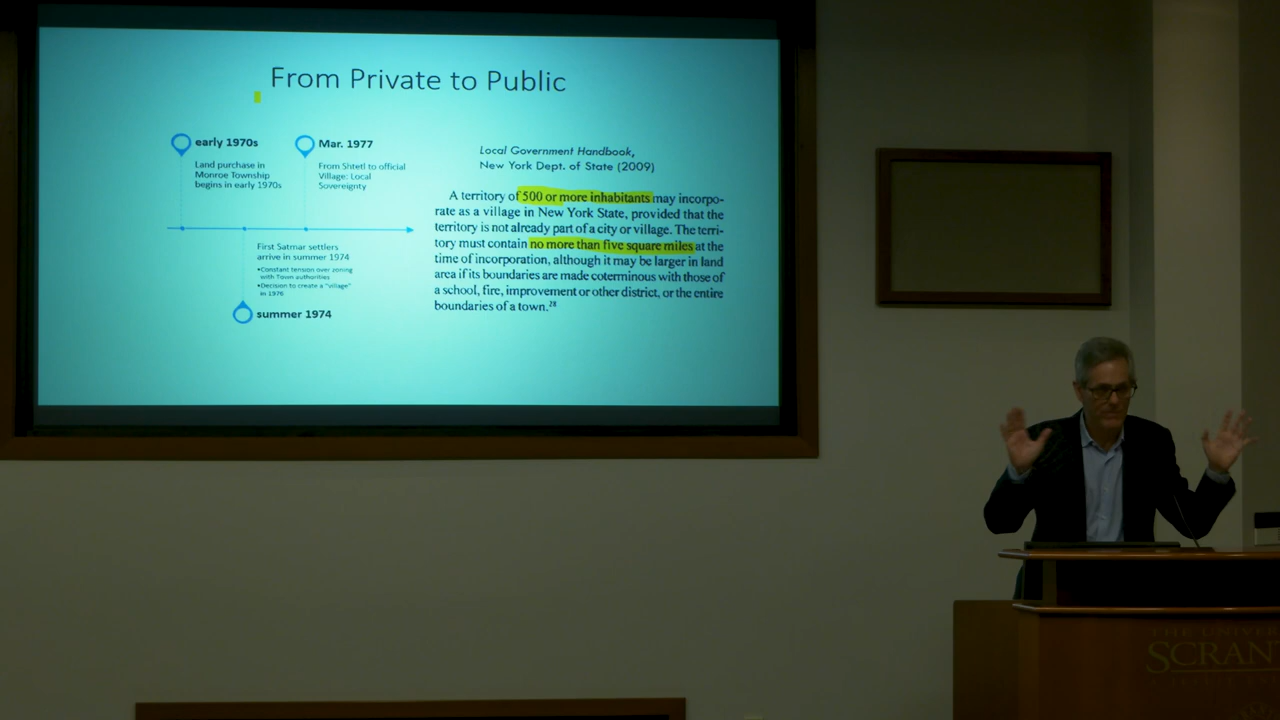 From Private to Public
early 1970s
Land purchase in
Monroe Township
begins in early 1970s
Mar. 1977
From Shtetl to official
Village: Local
Sovereignty
First Satmar settlers
arrive in summer 1974
•Constant tension over zoning
with Town authorities
•Decision to create a "village"
in 1976
summer 1974
Local Government Handbook,
New York Dept. of State (2009)
A territory of 500 or more inhabitants may incorpo-
rate as a village in New York State, provided that the
territory is not already part of a city or village. The terri-
tory must contain no more than five square miles at the
time of incorporation, although it may be larger in land
area if its boundaries are made coterminous with those of
a school, fire, improvement or other district, or the entire
boundaries of a town.28
THE UNIVER
SCRAN